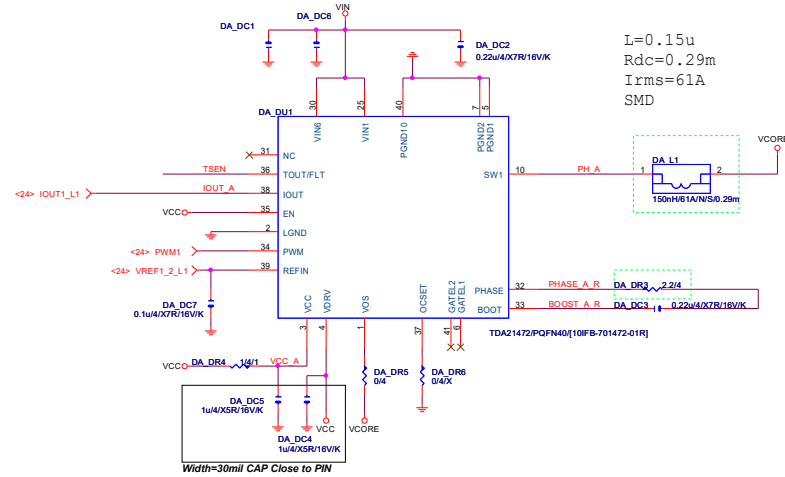 VIN
DA_DC1
DA_DC6
DA_DC2
0.22u/4/X7R/16V/K
L=0.15u
Rdc=0.29m
Irms=61A
SMD
DA_DU1
30
25
40
7
5
VIN6
VIN1
PGND10
PGND2
PGND1
31
NC
TSEN
36
TOUT/FLT
<24> IOUT1_L1
IOUT_A
38
IOUT
VCC
35
EN
2
LGND
<24> PWM1
34
PWM
<24> VREF1_2_L1
39
REFIN
SW1
10
PH_A
1
DA_L1
2
150nH/61A/N/S/0.29m
VCORE
PHASE
32
PHASE_A_R
DA_DR3
2.2/4
BOOT
33
BOOST_A_R
DA_DC3
0.22u/4/X7R/16V/K
DA_DC7
0.1u/4/X7R/16V/K
VCC
VDRV
VOS
OCSET
GATEL2
GATEL1
3
4
1
37
41
6
TDA21472/PQFN40/[10IFB-701472-01R]
VCC
DA_DR4
1/4/1
VCC_A
DA_DR5
0/4
DA_DR6
0/4/X
DA_DC5
1u/4/X5R/16V/K
DA_DC4
1u/4/X5R/16V/K
VCC
VCORE
Width=30mil CAP Close to PIN